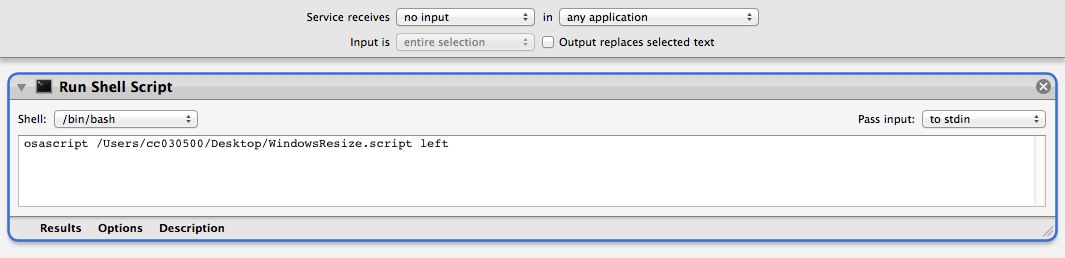 Service receives no input in any application
Input is entire selection Output replaces selected text
Run Shell Script
Shell: /bin/bash Pass input: to stdin
osascript /Users/cc030500/Desktop/WindowsResize.script left
Results Options Description